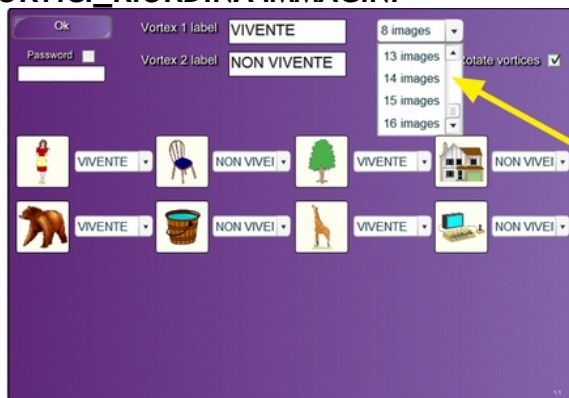 Ok
Vortex 1 label VIVENTE 8 images
Password Vortex 2 label NON VIVENTE 13 images otate vortices
14 images
15 images
16 images
VIVENTE NON VIVEI VIVENTE NON VIVEI
VIVENTE NON VIVEI VIVENTE NON VIVEI